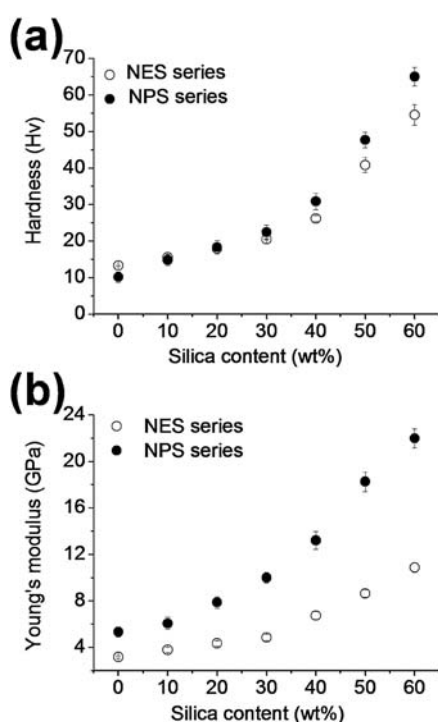 (a)
70
60
50
40
30
20
10
0
Hardness (Hv)
NES series
NPS series
0 10 20 30 40 50 60
Silica content (wt%)
(b)
24
20
16
12
8
4
Young's modulus (GPa)
NES series
NPS series
0 10 20 30 40 50 60
Silica content (wt%)